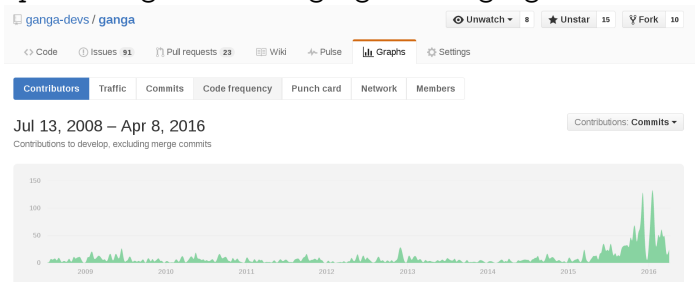 ganga-devs / ganga
Unwatch 8 Unstar 15 Fork 10
Code Issues 91 Pull requests 23 Wiki Pulse Graphs Settings
Contributors Traffic Commits Code frequency Punch card Network Members
Jul 13, 2008 – Apr 8, 2016
Contributions: Commits
Contributions to develop, excluding merge commits
150
100
50
0
2009 2010 2011 2012 2013 2014 2015 2016